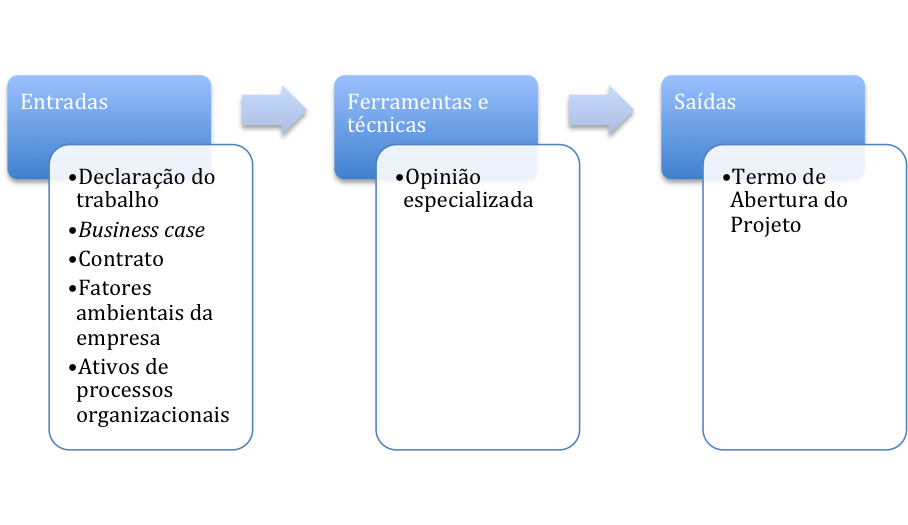 Entradas
•Declaração do
trabalho
•Business case
•Contrato
•Fatores
ambientais da
empresa
•Ativos de
processos
organizacionais
Ferramentas e
técnicas
•Opinião
especializada
Saídas
•Termo de
Abertura do
Projeto